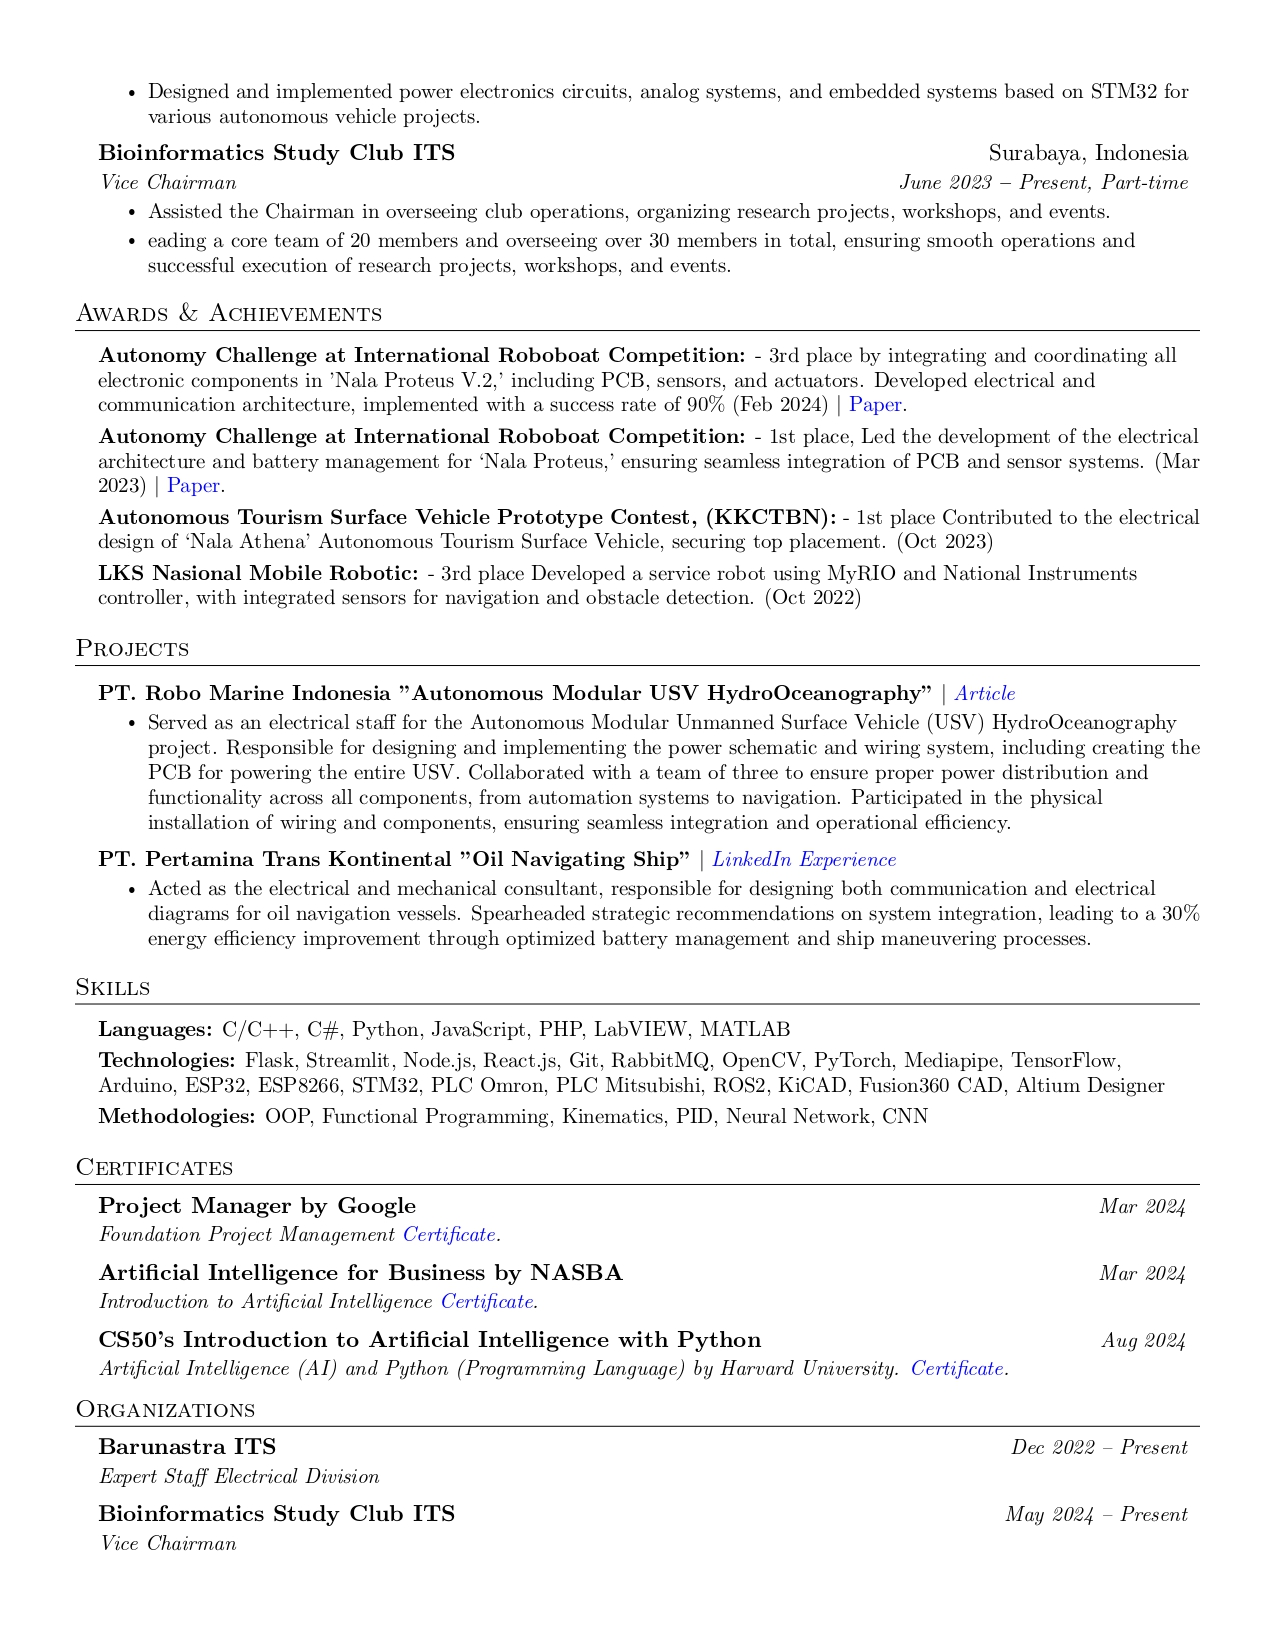 • Designed and implemented power electronics circuits, analog systems, and embedded systems based on STM32 for
various autonomous vehicle projects.
Bioinformatics Study Club ITS Surabaya, Indonesia
Vice Chairman June 2023 – Present, Part-time
• Assisted the Chairman in overseeing club operations, organizing research projects, workshops, and events.
• eading a core team of 20 members and overseeing over 30 members in total, ensuring smooth operations and
successful execution of research projects, workshops, and events.
Awards & Achievements
Autonomy Challenge at International Roboboat Competition: - 3rd place by integrating and coordinating all
electronic components in ’Nala Proteus V.2,’ including PCB, sensors, and actuators. Developed electrical and
communication architecture, implemented with a success rate of 90% (Feb 2024) | Paper.
Autonomy Challenge at International Roboboat Competition: - 1st place, Led the development of the electrical
architecture and battery management for ‘Nala Proteus,’ ensuring seamless integration of PCB and sensor systems. (Mar
2023) | Paper.
Autonomous Tourism Surface Vehicle Prototype Contest, (KKCTBN): - 1st place Contributed to the electrical
design of ‘Nala Athena’ Autonomous Tourism Surface Vehicle, securing top placement. (Oct 2023)
LKS Nasional Mobile Robotic: - 3rd place Developed a service robot using MyRIO and National Instruments
controller, with integrated sensors for navigation and obstacle detection. (Oct 2022)
Projects
PT. Robo Marine Indonesia ”Autonomous Modular USV HydroOceanography” | Article
• Served as an electrical staff for the Autonomous Modular Unmanned Surface Vehicle (USV) HydroOceanography
project. Responsible for designing and implementing the power schematic and wiring system, including creating the
PCB for powering the entire USV. Collaborated with a team of three to ensure proper power distribution and
functionality across all components, from automation systems to navigation. Participated in the physical
installation of wiring and components, ensuring seamless integration and operational efficiency.
PT. Pertamina Trans Kontinental ”Oil Navigating Ship” | LinkedIn Experience
• Acted as the electrical and mechanical consultant, responsible for designing both communication and electrical
diagrams for oil navigation vessels. Spearheaded strategic recommendations on system integration, leading to a 30%
energy efficiency improvement through optimized battery management and ship maneuvering processes.
Skills
Languages: C/C++, C#, Python, JavaScript, PHP, LabVIEW, MATLAB
Technologies: Flask, Streamlit, Node.js, React.js, Git, RabbitMQ, OpenCV, PyTorch, Mediapipe, TensorFlow,
Arduino, ESP32, ESP8266, STM32, PLC Omron, PLC Mitsubishi, ROS2, KiCAD, Fusion360 CAD, Altium Designer
Methodologies: OOP, Functional Programming, Kinematics, PID, Neural Network, CNN
Certificates
Project Manager by Google Mar 2024
Foundation Project Management Certificate.
Artificial Intelligence for Business by NASBA Mar 2024
Introduction to Artificial Intelligence Certificate.
CS50’s Introduction to Artificial Intelligence with Python Aug 2024
Artificial Intelligence (AI) and Python (Programming Language) by Harvard University. Certificate.
Organizations
Barunastra ITS Dec 2022 – Present
Expert Staff Electrical Division
Bioinformatics Study Club ITS May 2024 – Present
Vice Chairman